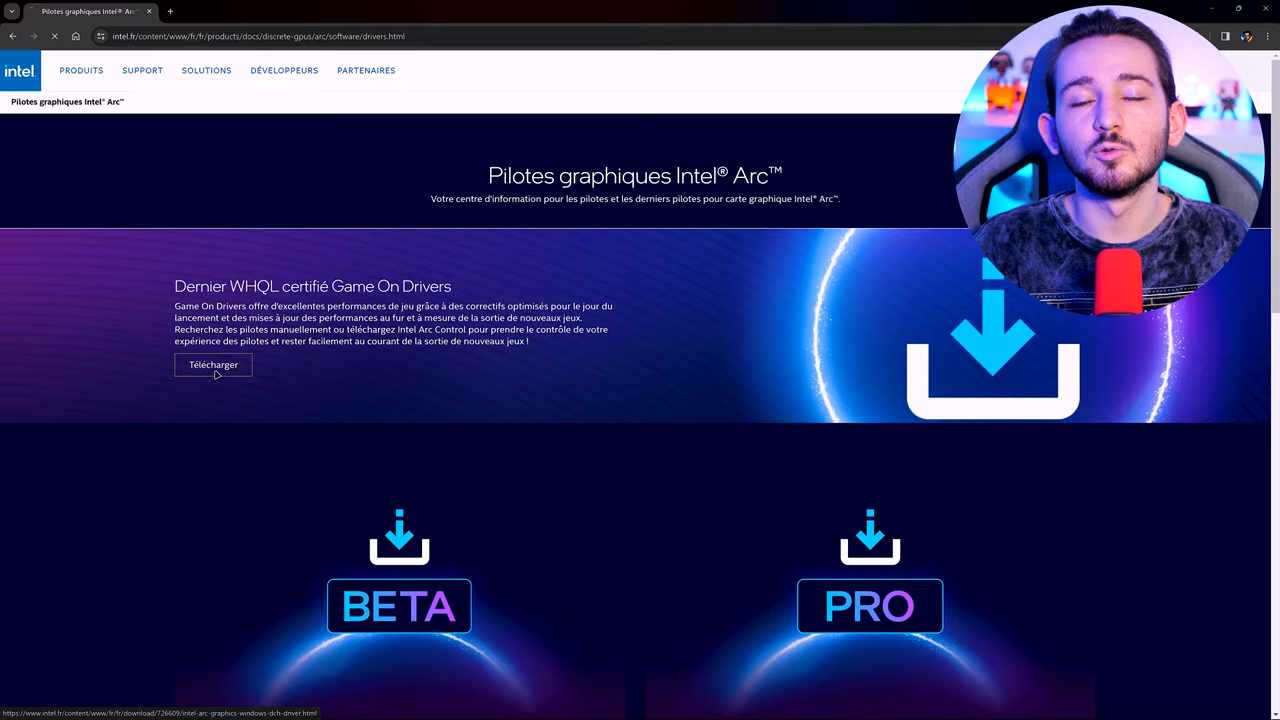 Pilotes graphiques Intel® Arc™
intel.fr/content/www/fr/fr/products/docs/discrete-gpus/arc/software/drivers.html
intel.
PRODUITS
SUPPORT
SOLUTIONS
DÉVELOPPEURS
PARTENAIRES
Pilotes graphiques Intel® Arc™
Pilotes graphiques Intel® Arc™
Votre centre d'information pour les pilotes et les derniers pilotes pour carte graphique Intel® Arc™.
Dernier WHQL certifié Game On Drivers
Game On Drivers offre d'excellentes performances de jeu grâce à des correctifs optimisés pour le jour du
lancement et des mises à jour des performances au fur et à mesure de la sortie de nouveaux jeux.
Recherchez les pilotes manuellement ou téléchargez Intel Arc Control pour prendre le contrôle de votre
expérience des pilotes et rester facilement au courant de la sortie de nouveaux jeux !
Télécharger
BETA
PRO
https://www.intel.fr/content/www/fr/fr/download/726609/intel-arc-graphics-windows-dch-driver.html